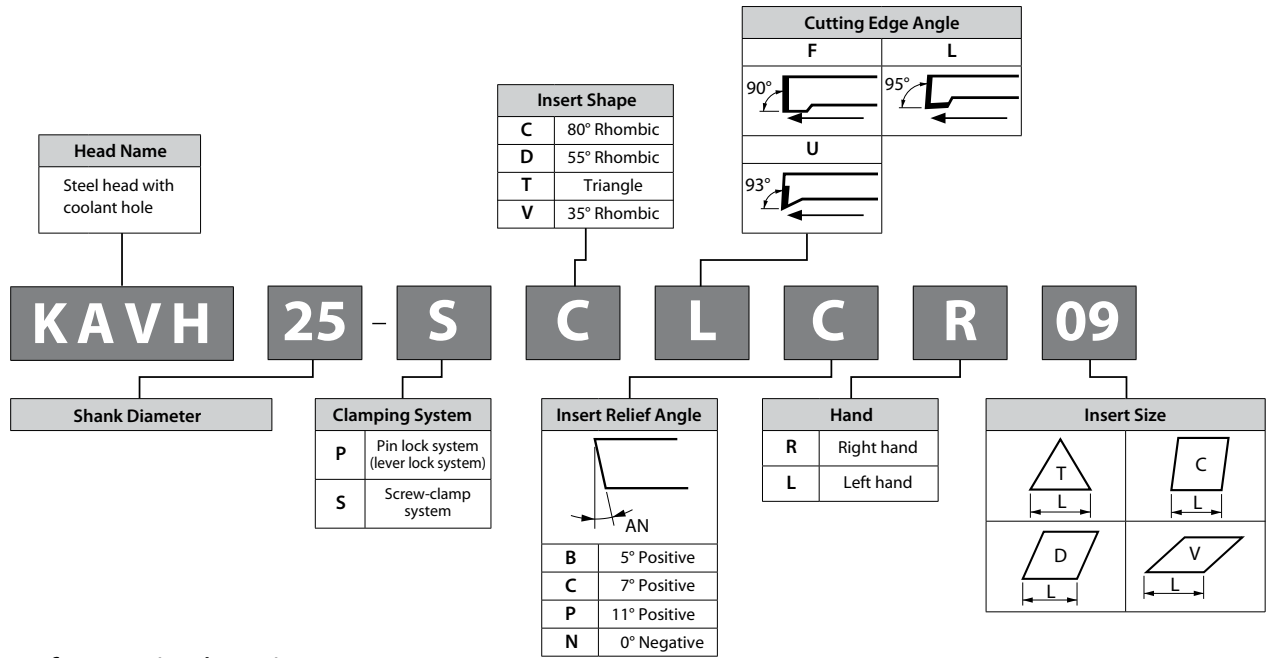 Cutting Edge Angle
F L
90° 95°
U
93°
Insert Shape
C 80° Rhombic
D 55° Rhombic
T Triangle
V 35° Rhombic
Head Name
Steel head with
coolant hole
KAVH 25 – S C L C R 09
Shank Diameter
Clamping System
P Pin lock system
(lever lock system)
S Screw-clamp
system
Insert Relief Angle
AN
B 5° Positive
C 7° Positive
P 11° Positive
N 0° Negative
Hand
R Right hand
L Left hand
Insert Size
T C
L L
D V
L L